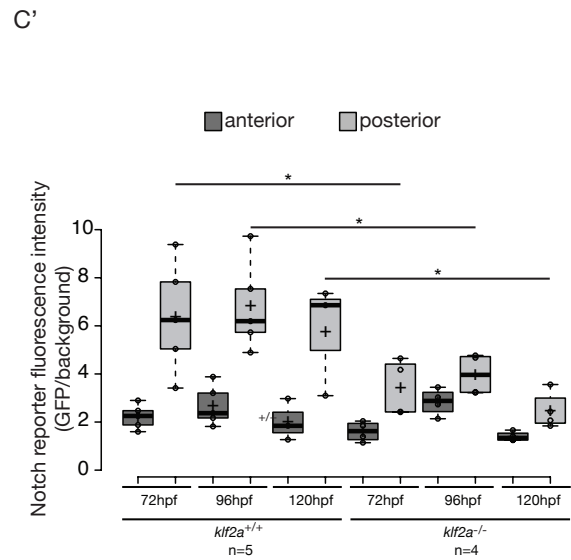 C’
anterior posterior
*
*
*
Notch reporter fluorescence intensity
(GFP/background)
10
8
6
4
2
0
+/-
72hpf 96hpf 120hpf 72hpf 96hpf 120hpf
klf2a+/+ klf2a-/-
n=5 n=4